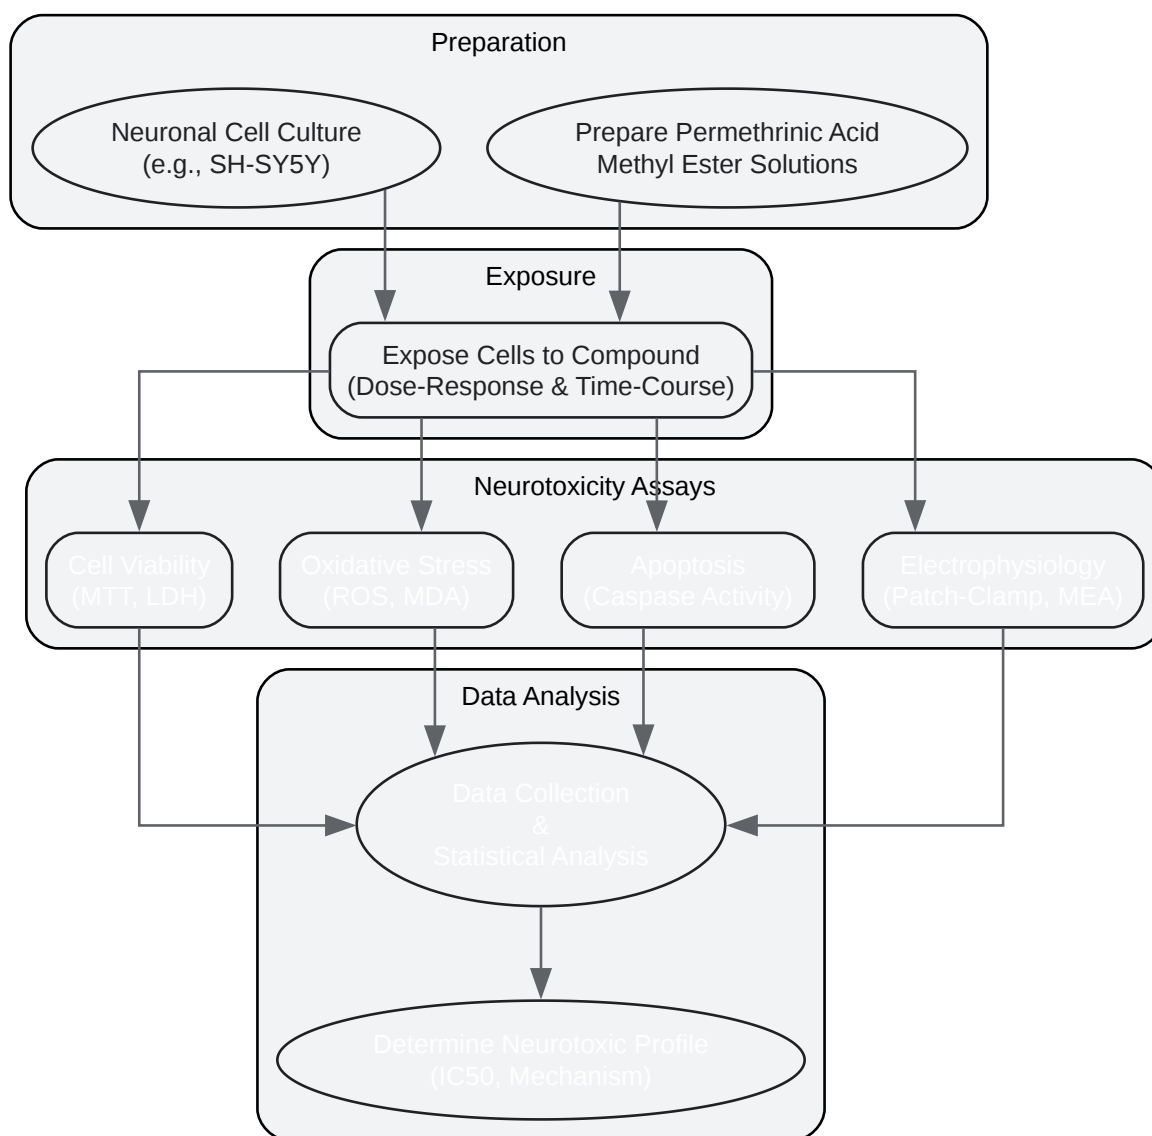 Preparation
Neuronal Cell Culture
(e.g., SH-SY5Y)
Prepare Permethrinic Acid
Methyl Ester Solutions
Exposure
Expose Cells to Compound
(Dose-Response & Time-Course)
Neurotoxicity Assays
Cell Viability
(MTT, LDH)
Oxidative Stress
(ROS, MDA)
Apoptosis
(Caspase Activity)
Electrophysiology
(Patch-Clamp, MEA)
Data Analysis
Data Collection
&
Statistical Analysis
Determine Neurotoxic Profile
(IC50, Mechanism)